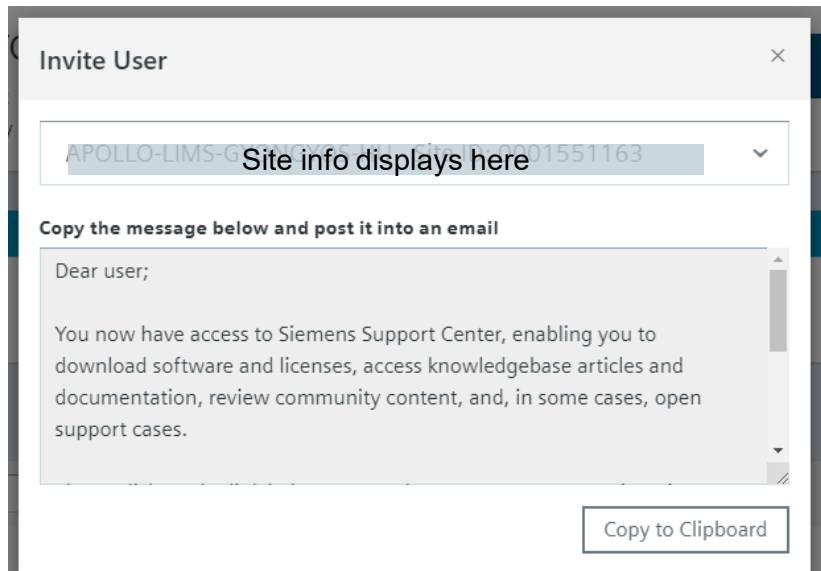 Invite User
×
Site info displays here
Copy the message below and post it into an email
Dear user;
You now have access to Siemens Support Center, enabling you to
download software and licenses, access knowledgebase articles and
documentation, review community content, and, in some cases, open
support cases.
Copy to Clipboard